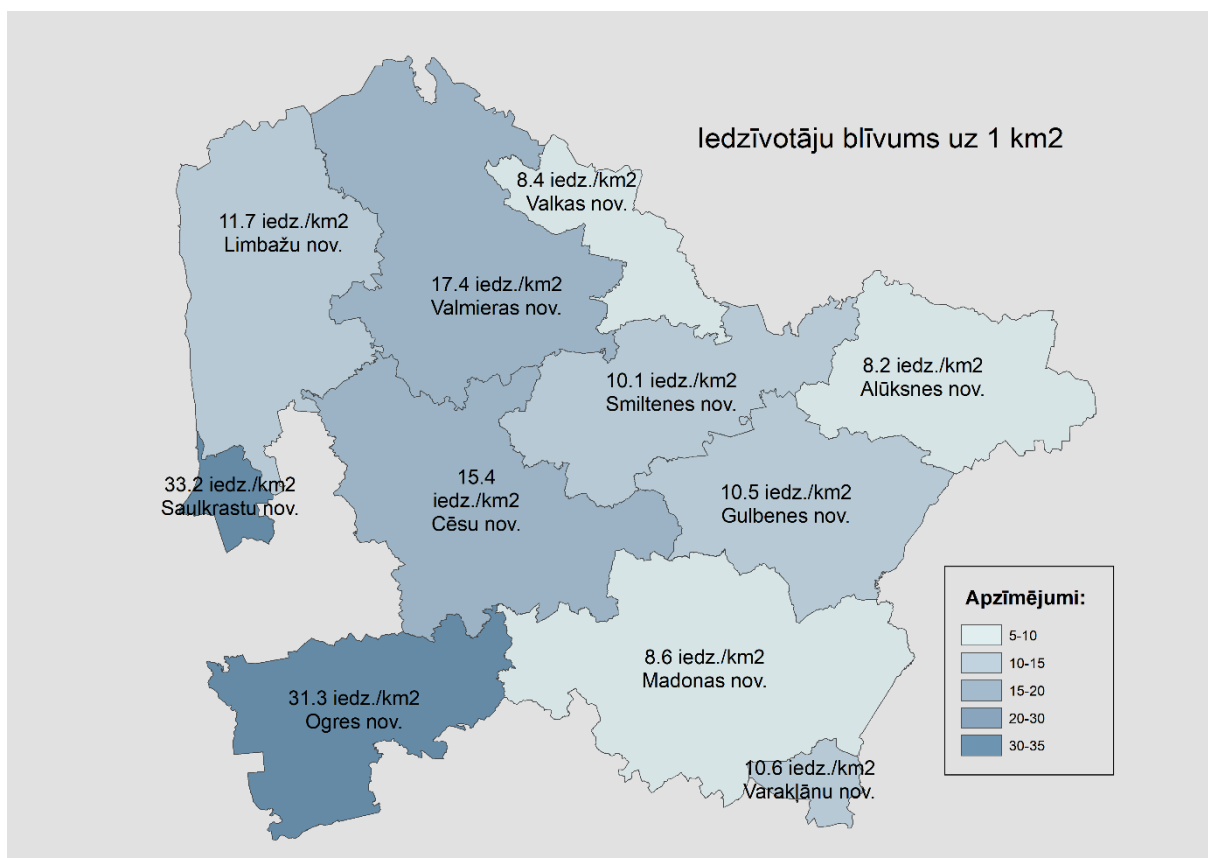 Iedzīvotāju blīvums uz 1 km2
8.4 iedz./km2
Valkas nov.
11.7 iedz./km2
Limbažu nov.
17.4 iedz./km2
Valmieras nov.
8.2 iedz./km2
Alūksnes nov.
10.1 iedz./km2
Smiltenes nov.
33.2 iedz./km2
Saulkrastu nov.
15.4
iedz./km2
Cēsu nov.
10.5 iedz./km2
Gulbenes nov.
8.6 iedz./km2
Madonas nov.
31.3 iedz./km2
Ogres nov.
10.6 iedz./km2
Varakļānu nov.
Apzīmējumi:
5-10
10-15
15-20
20-30
30-35